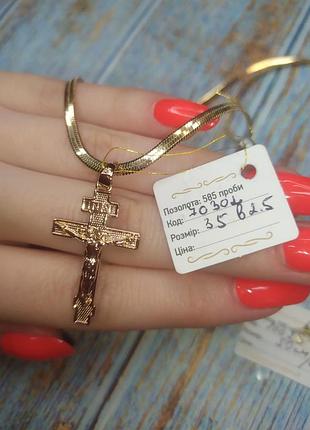 Позолота: 585 проби
Код: 70304
Розмір: 35 62.5
Ціна: